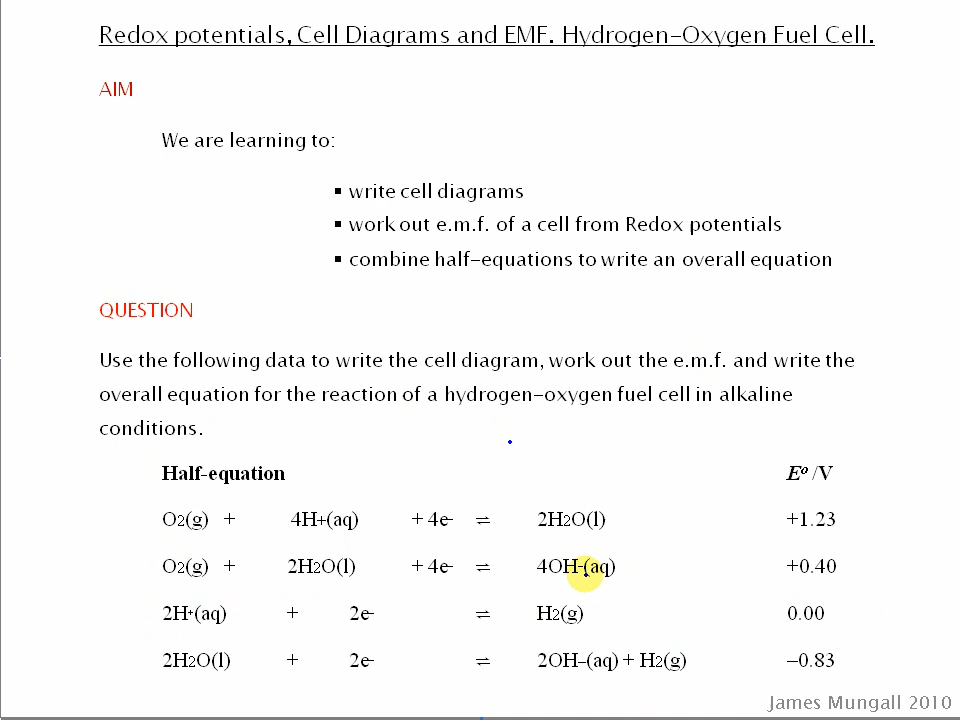 Redox potentials, Cell Diagrams and EMF. Hydrogen-Oxygen Fuel Cell.
AIM
We are learning to:
▪ write cell diagrams
▪ work out e.m.f. of a cell from Redox potentials
▪ combine half-equations to write an overall equation
QUESTION
Use the following data to write the cell diagram, work out the e.m.f. and write the
overall equation for the reaction of a hydrogen-oxygen fuel cell in alkaline
conditions.
Half-equation Eº /V
O2(g) + 4H+(aq) + 4e- ⇌ 2H2O(l) +1.23
O2(g) + 2H2O(l) + 4e- ⇌ 4OH-(aq) +0.40
2H+(aq) + 2e- ⇌ H2(g) 0.00
2H2O(l) + 2e- ⇌ 2OH-(aq) + H2(g) –0.83
James Mungall 2010